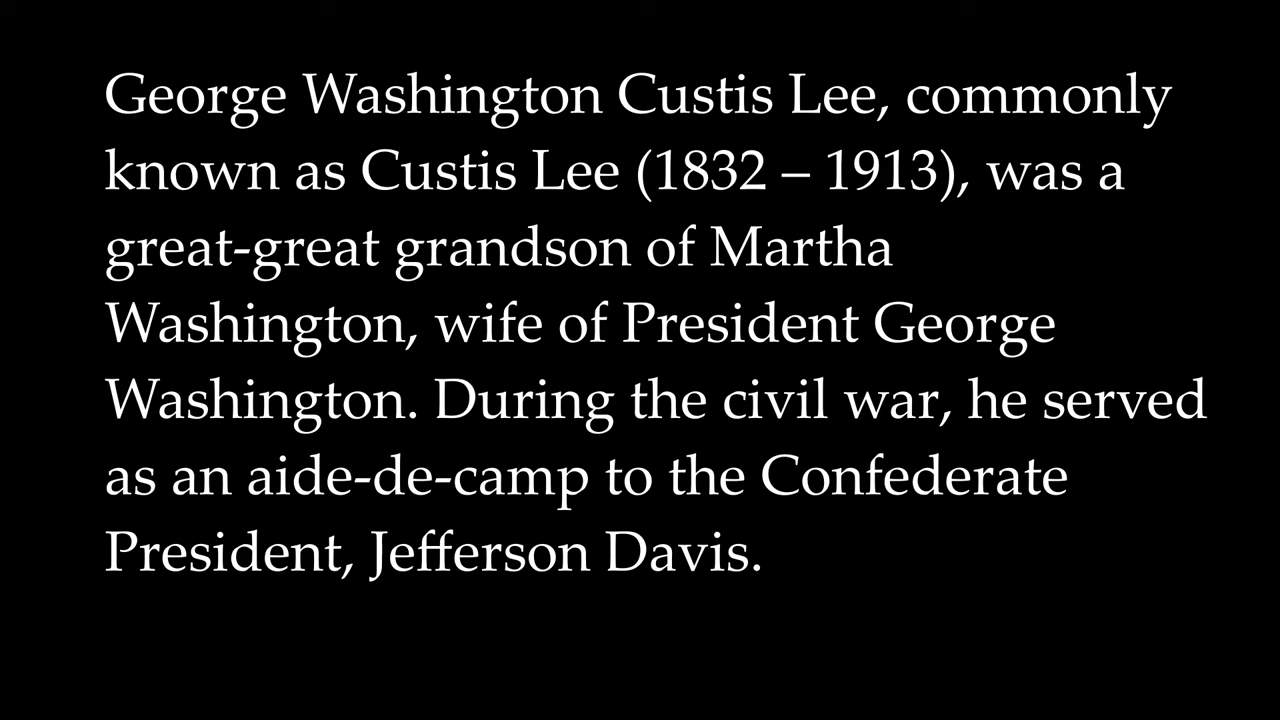 George Washington Custis Lee, commonly
known as Custis Lee (1832 – 1913), was a
great-great grandson of Martha
Washington, wife of President George
Washington. During the civil war, he served
as an aide-de-camp to the Confederate
President, Jefferson Davis.